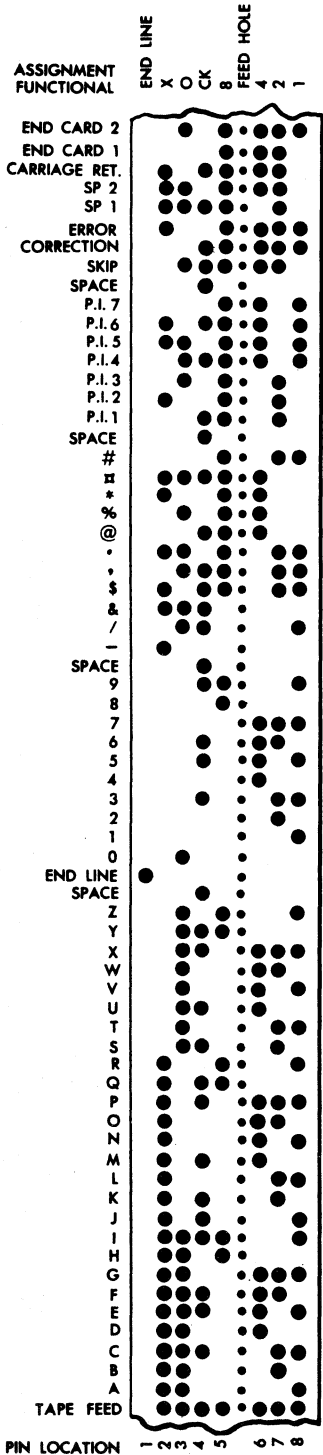 ASSIGNMENT
FUNCTIONAL
END LINE
X
O
CK
8
FEED HOLE
4
2
1
END CARD 2
END CARD 1
CARRIAGE RET.
SP 2
SP 1
ERROR
CORRECTION
SKIP
SPACE
P.I. 7
P.I. 6
P.I. 5
P.I. 4
P.I. 3
P.I. 2
P.I. 1
SPACE
#
¤
*
%
@
.
,
$
&
/
–
SPACE
9
8
7
6
5
4
3
2
1
0
END LINE
SPACE
Z
Y
X
W
V
U
T
S
R
Q
P
O
N
M
L
K
J
I
H
G
F
E
D
C
B
A
TAPE FEED
PIN LOCATION 1 2 3 4 5 6 7 8